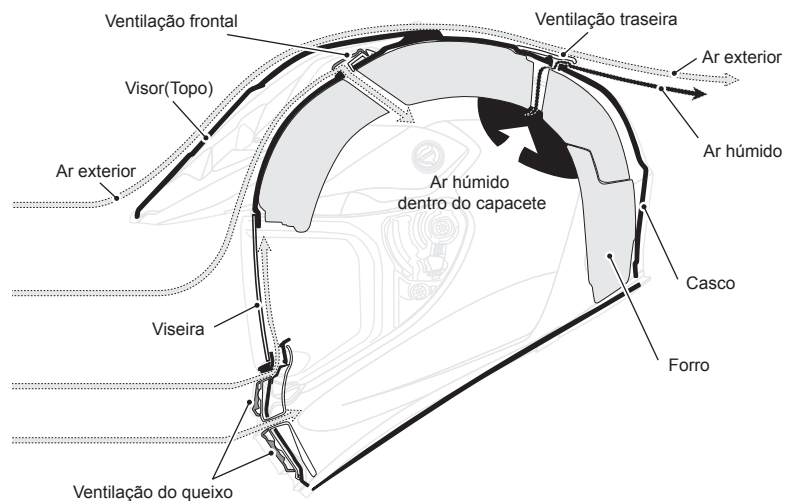 Ventilação frontal
Ventilação traseira
Ar exterior
Visor(Topo)
Ar húmido
Ar exterior
Ar húmido
dentro do capacete
Casco
Viseira
Forro
Ventilação do queixo